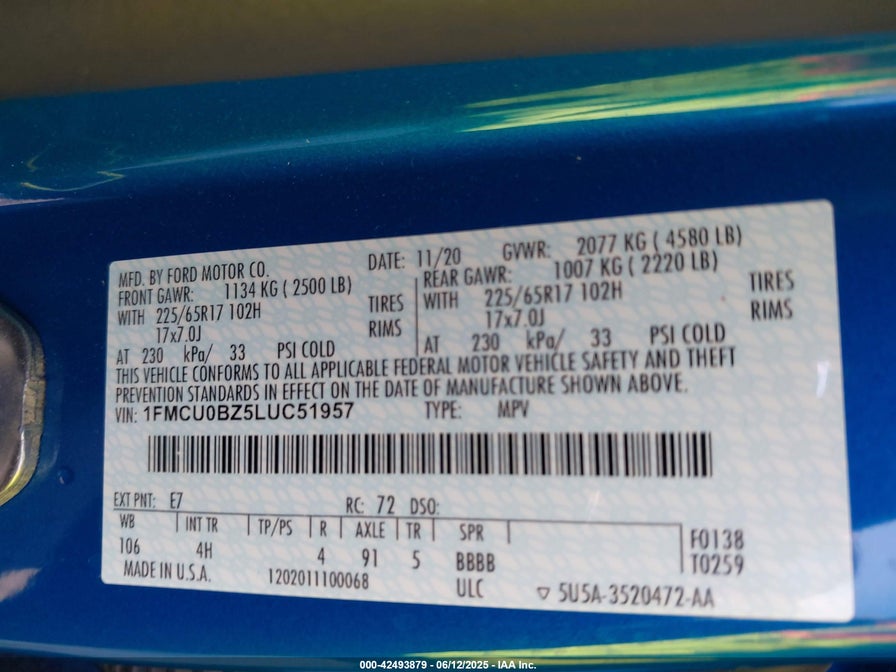 MFD. BY FORD MOTOR CO. DATE: 11/20 GVWR: 2077 KG ( 4580 LB)
FRONT GAWR: 1134 KG ( 2500 LB) REAR GAWR: 1007 KG ( 2220 LB)
WITH 225/65R17 102H TIRES WITH 225/65R17 102H TIRES
17x7.0J RIMS 17x7.0J RIMS
AT 230 kPa/ 33 PSI COLD AT 230 kPa/ 33 PSI COLD
THIS VEHICLE CONFORMS TO ALL APPLICABLE FEDERAL MOTOR VEHICLE SAFETY AND THEFT
PREVENTION STANDARDS IN EFFECT ON THE DATE OF MANUFACTURE SHOWN ABOVE.
VIN: 1FMCU0BZ5LUC51957 TYPE: MPV
EXT PNT: E7 RC: 72 DSO:
WB INT TR TP/PS R AXLE TR SPR F0138
106 4H 4 91 5 BBBB T0259
MADE IN U.S.A. 1202011100068 ULC ▽ 5U5A-3520472-AA
000-42493879 - 06/12/2025 - IAA Inc.